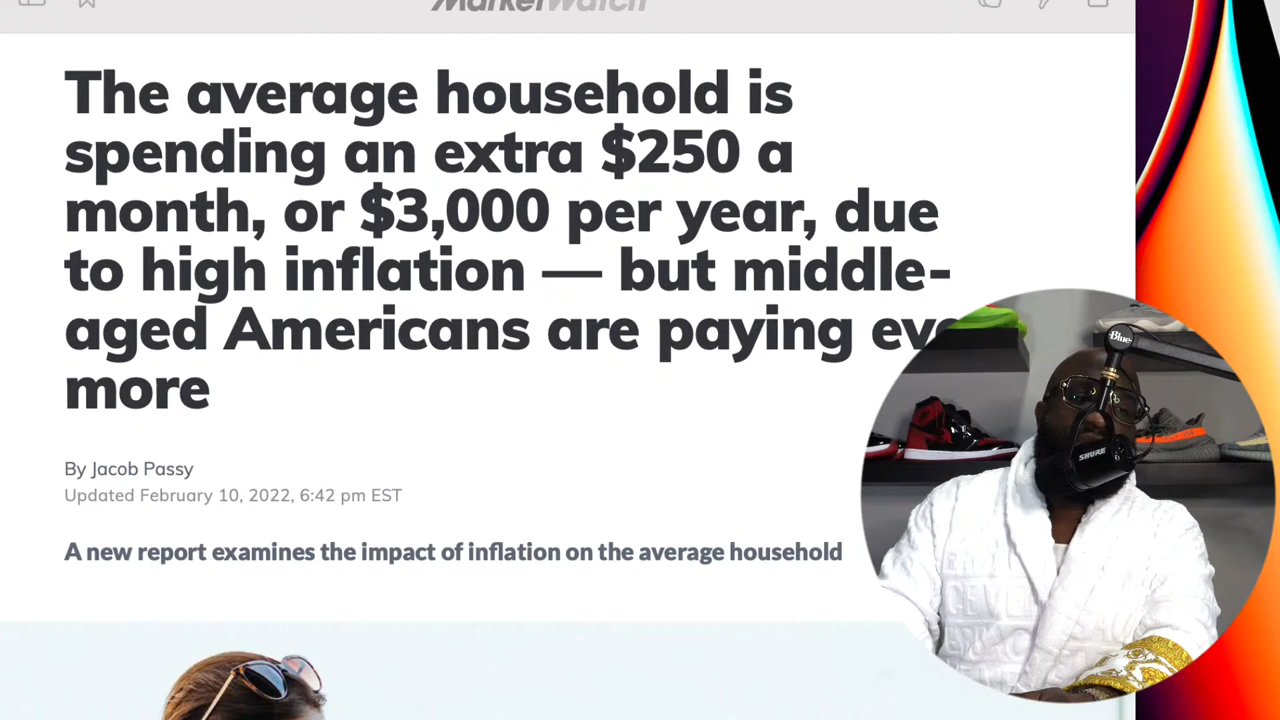 MarketWatch
The average household is
spending an extra $250 a
month, or $3,000 per year, due
to high inflation — but middle-
aged Americans are paying eve
more
By Jacob Passy
Updated February 10, 2022, 6:42 pm EST
A new report examines the impact of inflation on the average household
Blue
SHURE